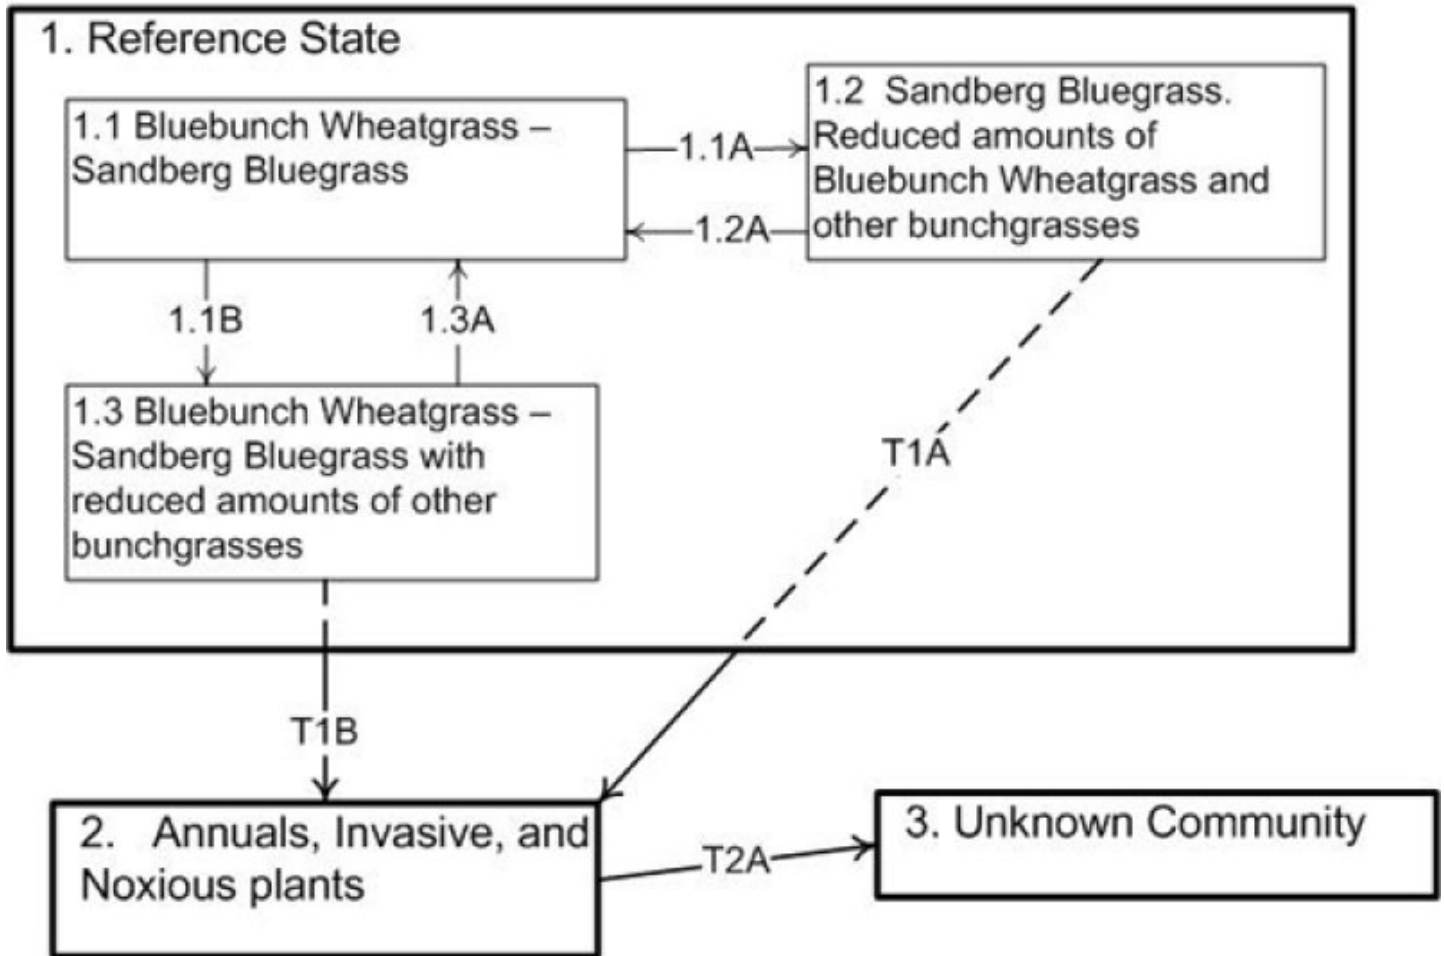 1. Reference State
1.1 Bluebunch Wheatgrass –
Sandberg Bluegrass
1.1A
1.2A
1.2 Sandberg Bluegrass.
Reduced amounts of
Bluebunch Wheatgrass and
other bunchgrasses
1.1B
1.3A
1.3 Bluebunch Wheatgrass –
Sandberg Bluegrass with
reduced amounts of other
bunchgrasses
T1A
T1B
2. Annuals, Invasive, and
Noxious plants
T2A
3. Unknown Community